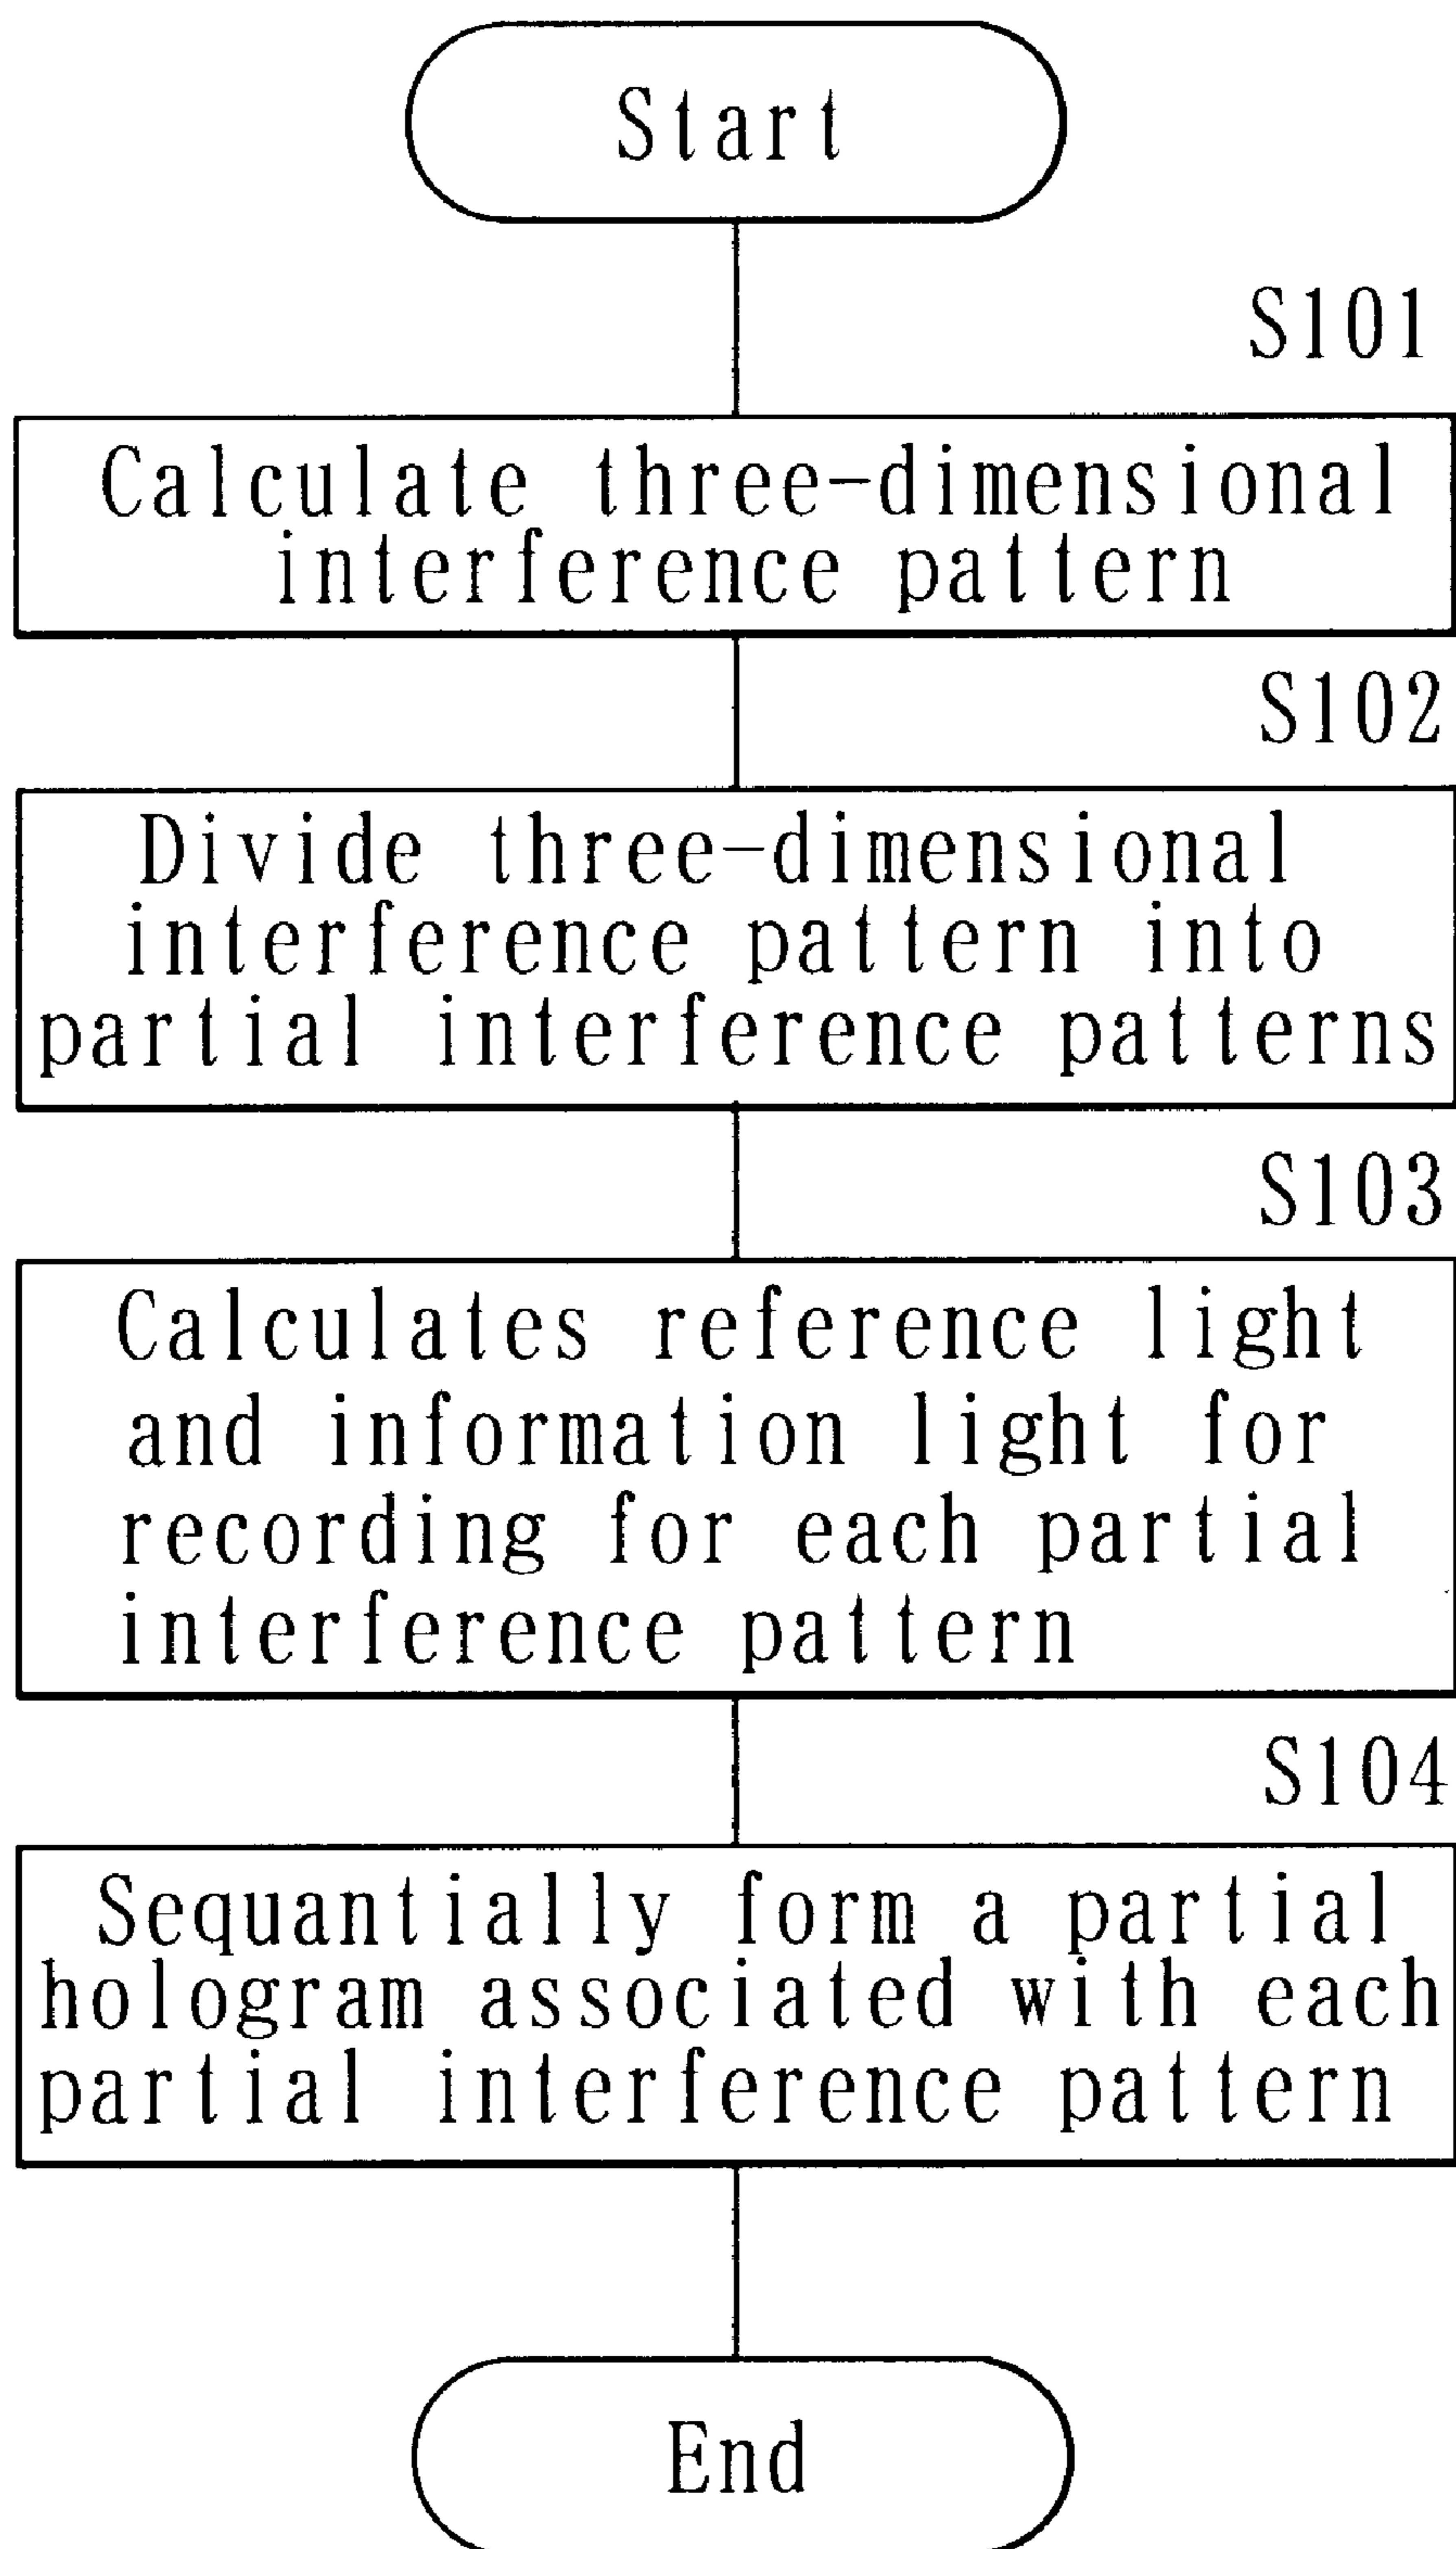 Start
S101
Calculate three-dimensional
interference pattern
S102
Divide three-dimensional
interference pattern into
partial interference patterns
S103
Calculates reference light
and information light for
recording for each partial
interference pattern
S104
Sequantially form a partial
hologram associated with each
partial interference pattern
End